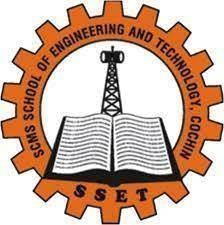 SCMS SCHOOL OF ENGINEERING AND TECHNOLOGY, COCHIN
SSET